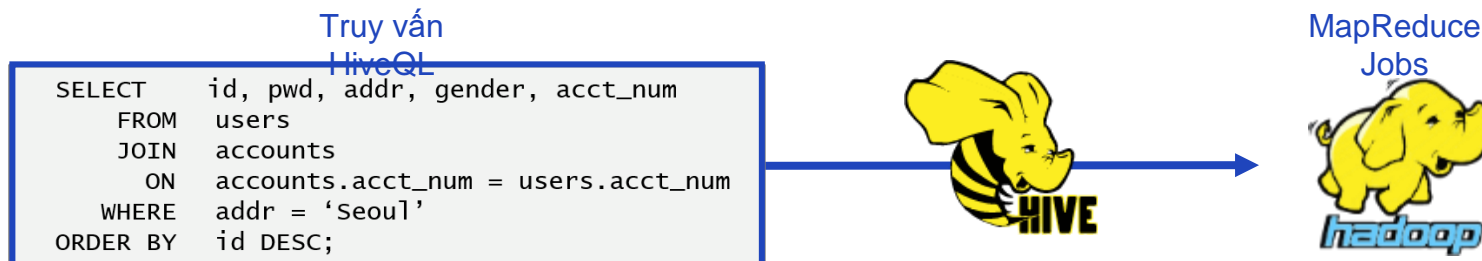 Truy vấn
HiveQL
SELECT id, pwd, addr, gender, acct_num
FROM users
JOIN accounts
ON accounts.acct_num = users.acct_num
WHERE addr = ‘Seoul’
ORDER BY id DESC;
HIVE
MapReduce
Jobs
hadoop